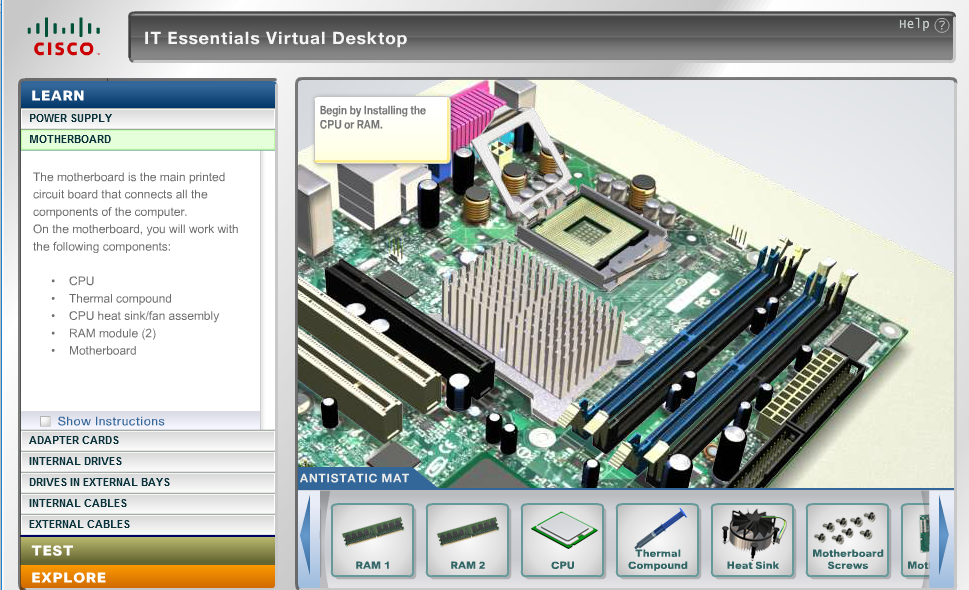 CISCO
IT Essentials Virtual Desktop
Help ?
LEARN
POWER SUPPLY
MOTHERBOARD
The motherboard is the main printed
circuit board that connects all the
components of the computer.
On the motherboard, you will work with
the following components:
• CPU
• Thermal compound
• CPU heat sink/fan assembly
• RAM module (2)
• Motherboard
Show Instructions
ADAPTER CARDS
INTERNAL DRIVES
DRIVES IN EXTERNAL BAYS
INTERNAL CABLES
EXTERNAL CABLES
TEST
EXPLORE
Begin by Installing the
CPU or RAM.
ANTISTATIC MAT
RAM 1
RAM 2
CPU
Thermal
Compound
Heat Sink
Motherboard
Screws
Mot